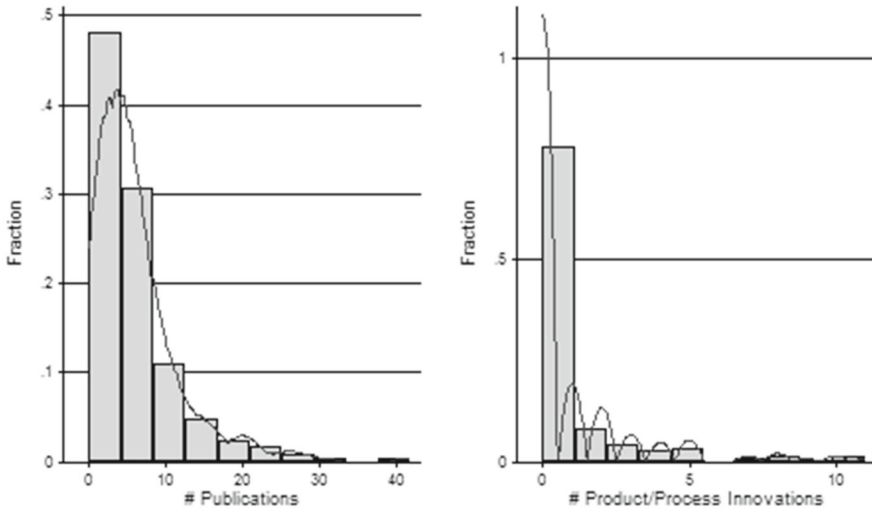 .5
.4
.3
.2
.1
0
Fraction
0 10 20 30 40
# Publications
1
.5
0
Fraction
0 5 10
# Product/Process Innovations